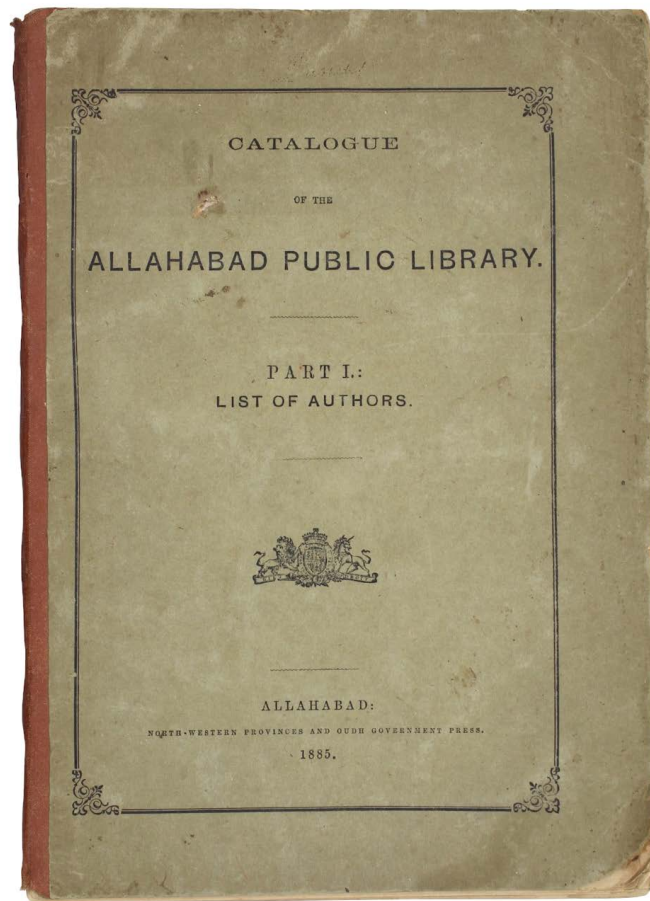 CATALOGUE
OF THE
ALLAHABAD PUBLIC LIBRARY.
PART I.:
LIST OF AUTHORS.
ALLAHABAD:
NORTH-WESTERN PROVINCES AND OUDH GOVERNMENT PRESS.
1885.